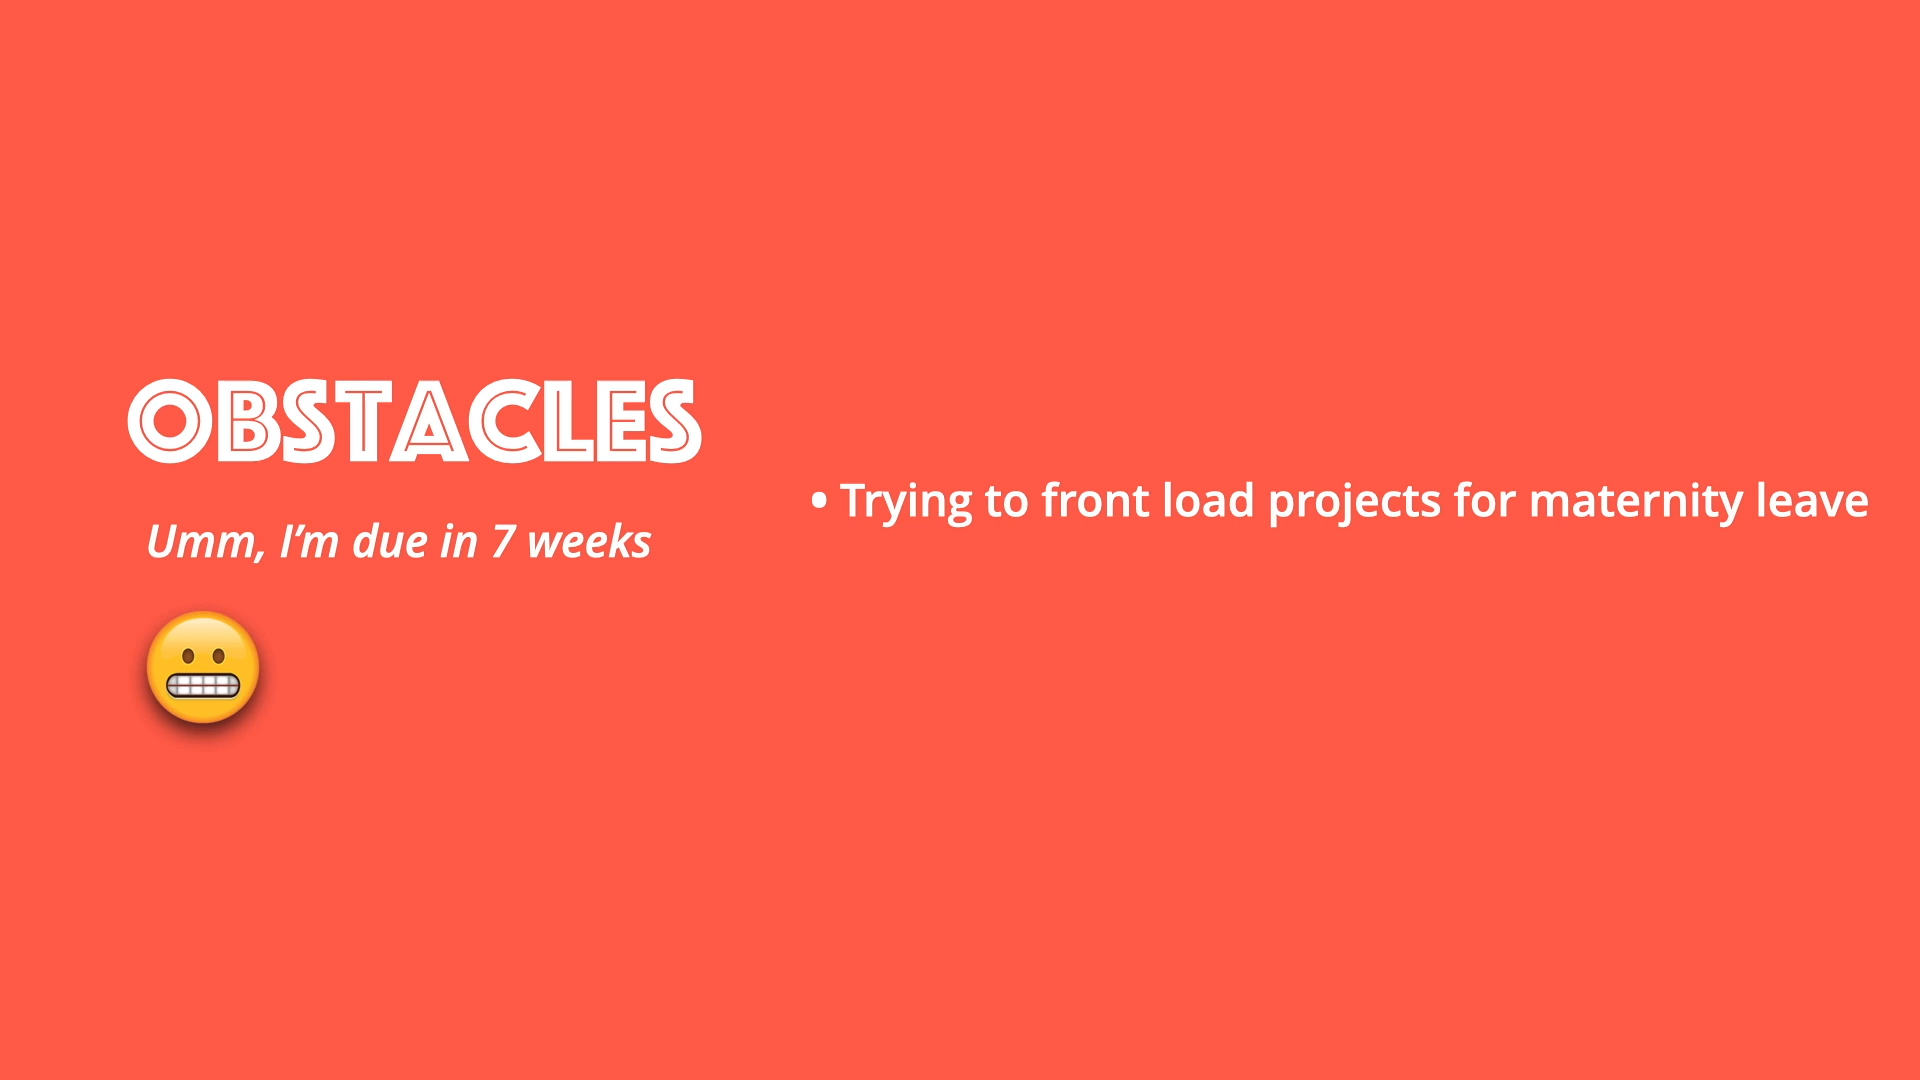 OBSTACLES
Umm, I’m due in 7 weeks
• Trying to front load projects for maternity leave